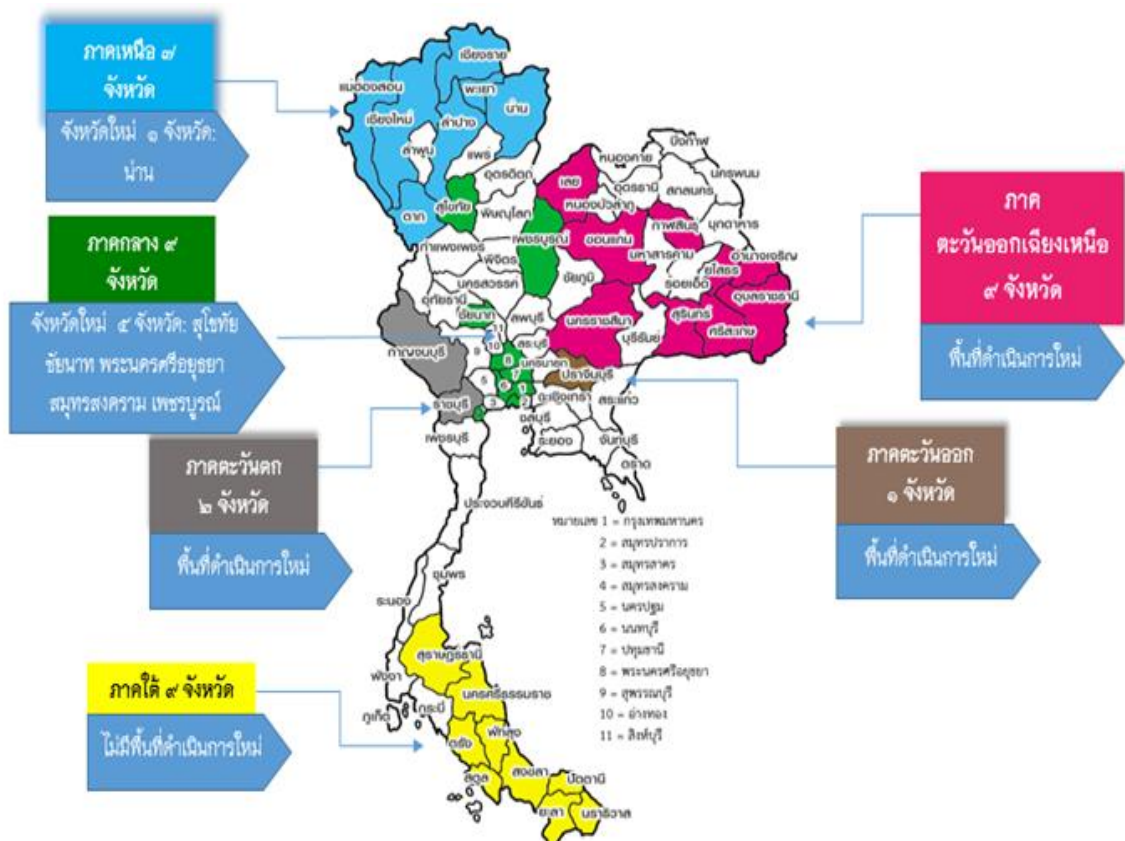 ภาคเหนือ ๗
จังหวัด
จังหวัดใหม่ ๑ จังหวัด:
น่าน
ภาคกลาง ๙
จังหวัด
จังหวัดใหม่ ๕ จังหวัด: สุโขทัย
ชัยนาท พระนครศรีอยุธยา
สมุทรสงคราม เพชรบูรณ์
ภาคตะวันตก
๒ จังหวัด
พื้นที่ดำเนินการใหม่
ภาคใต้ ๙ จังหวัด
ไม่มีพื้นที่ดำเนินการใหม่
ภาค
ตะวันออกเฉียงเหนือ
๙ จังหวัด
พื้นที่ดำเนินการใหม่
ภาคตะวันออก
๑ จังหวัด
พื้นที่ดำเนินการใหม่
เชียงราย
แม่ฮ่องสอน
พะเยา
น่าน
เชียงใหม่
ลำปาง
ลำพูน
แพร่
อุตรดิตถ์
ตาก
สุโขทัย
พิษณุโลก
กำแพงเพชร
พิจิตร
เพชรบูรณ์
นครสวรรค์
อุทัยธานี
ชัยนาท
ลพบุรี
สระบุรี
นครนายก
กาญจนบุรี
ราชบุรี
เพชรบุรี
ประจวบคีรีขันธ์
บึงกาฬ
หนองคาย
เลย
อุดรธานี
นครพนม
สกลนคร
หนองบัวลำภู
มุกดาหาร
กาฬสินธุ์
ขอนแก่น
มหาสารคาม
อำนาจเจริญ
ยโสธร
ร้อยเอ็ด
ชัยภูมิ
อุบลราชธานี
นครราชสีมา
สุรินทร์
ศรีสะเกษ
บุรีรัมย์
ปราจีนบุรี
ฉะเชิงเทรา
สระแก้ว
ชลบุรี
ระยอง
จันทบุรี
ตราด
11
10
9
8
7
5
6
1
3
2
หมายเลข 1 = กรุงเทพมหานคร
2 = สมุทรปราการ
3 = สมุทรสาคร
4 = สมุทรสงคราม
5 = นครปฐม
6 = นนทบุรี
7 = ปทุมธานี
8 = พระนครศรีอยุธยา
9 = สุพรรณบุรี
10 = อ่างทอง
11 = สิงห์บุรี
ชุมพร
ระนอง
สุราษฎร์ธานี
พังงา
นครศรีธรรมราช
กระบี่
ภูเก็ต
ตรัง
พัทลุง
สตูล
สงขลา
ปัตตานี
ยะลา
นราธิวาส